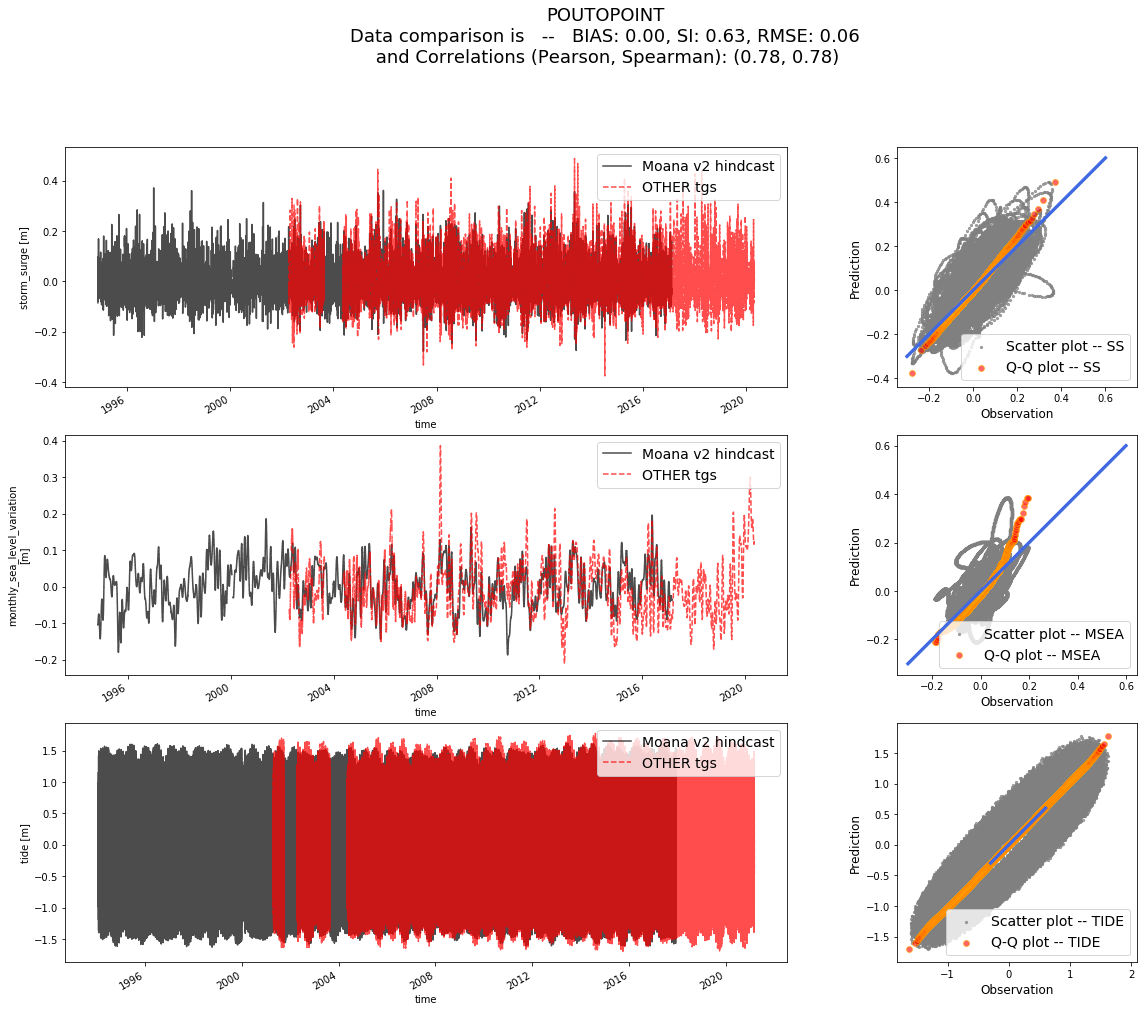 POUTOPOINT
Data comparison is -- BIAS: 0.00, SI: 0.63, RMSE: 0.06
and Correlations (Pearson, Spearman): (0.78, 0.78)
storm_surge [m]
0.4
0.2
0.0
−0.2
−0.4
Moana v2 hindcast
OTHER tgs
1996
2000
2004
2008
2012
2016
2020
time
Prediction
0.6
0.4
0.2
0.0
−0.2
−0.4
Scatter plot -- SS
Q-Q plot -- SS
−0.2
0.0
0.2
0.4
0.6
Observation
monthly_sea_level_variation
[m]
0.4
0.3
0.2
0.1
0.0
−0.1
−0.2
Moana v2 hindcast
OTHER tgs
1996
2000
2004
2008
2012
2016
2020
time
Prediction
0.6
0.4
0.2
0.0
−0.2
Scatter plot -- MSEA
Q-Q plot -- MSEA
−0.2
0.0
0.2
0.4
0.6
Observation
tide [m]
1.5
1.0
0.5
0.0
−0.5
−1.0
−1.5
Moana v2 hindcast
OTHER tgs
1996
2000
2004
2008
2012
2016
2020
time
Prediction
1.5
1.0
0.5
0.0
−0.5
−1.0
−1.5
Scatter plot -- TIDE
Q-Q plot -- TIDE
−1
0
1
2
Observation